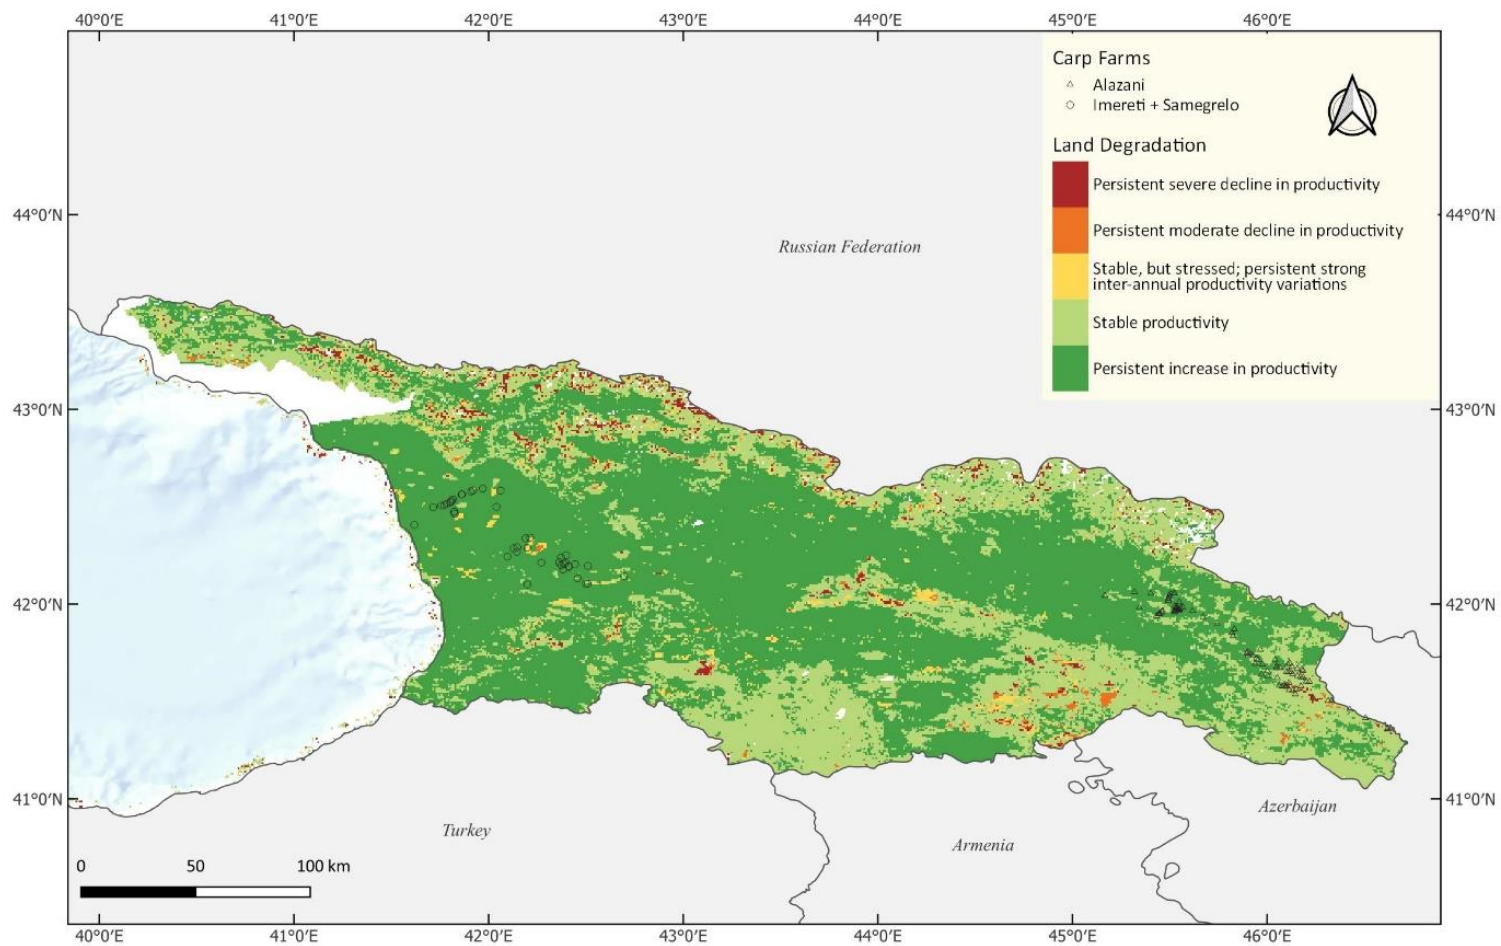 40°0′E 41°0′E 42°0′E 43°0′E 44°0′E 45°0′E 46°0′E
Carp Farms
Alazani
Imereti + Samegrelo
Land Degradation
Persistent severe decline in productivity
44°0′N 44°0′N
Persistent moderate decline in productivity
Russian Federation
Stable, but stressed; persistent strong
inter-annual productivity variations
Stable productivity
Persistent increase in productivity
43°0′N 43°0′N
42°0′N 42°0′N
41°0′N 41°0′N
Azerbaijan
Turkey
Armenia
0 50 100 km
40°0′E 41°0′E 42°0′E 43°0′E 44°0′E 45°0′E 46°0′E